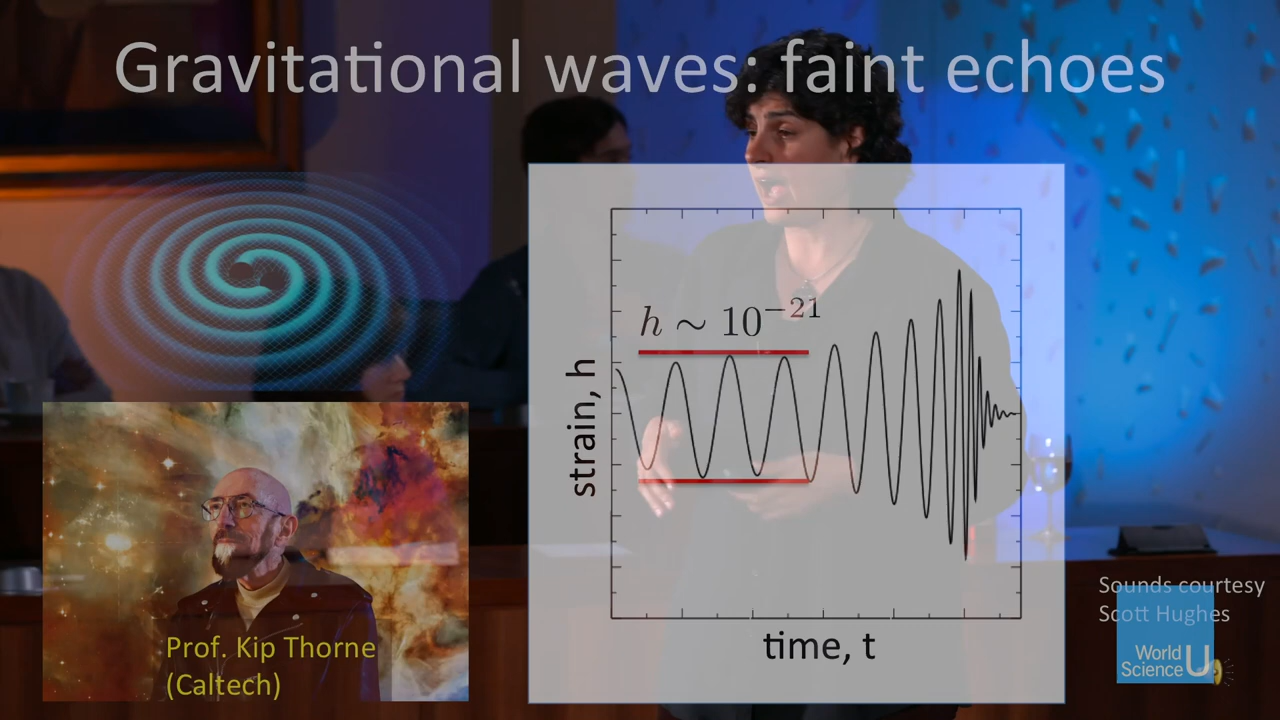 Gravitational waves: faint echoes
h ~ 10⁻²¹
strain, h
time, t
Prof. Kip Thorne
(Caltech)
Sounds courtesy
Scott Hughes
World
Science U